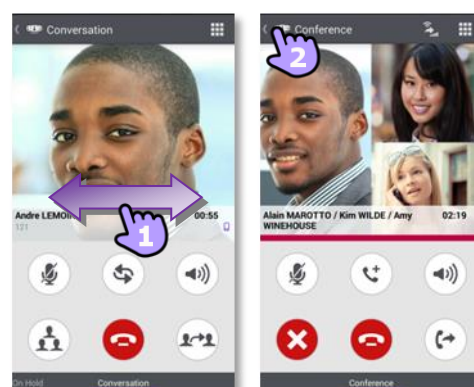 Conversation
Andre LEMOI
00:55
121
1
On Hold
Conversation
Conference
2
Alain MAROTTO / Kim WILDE / Amy
WINEHOUSE
02:19
Conference